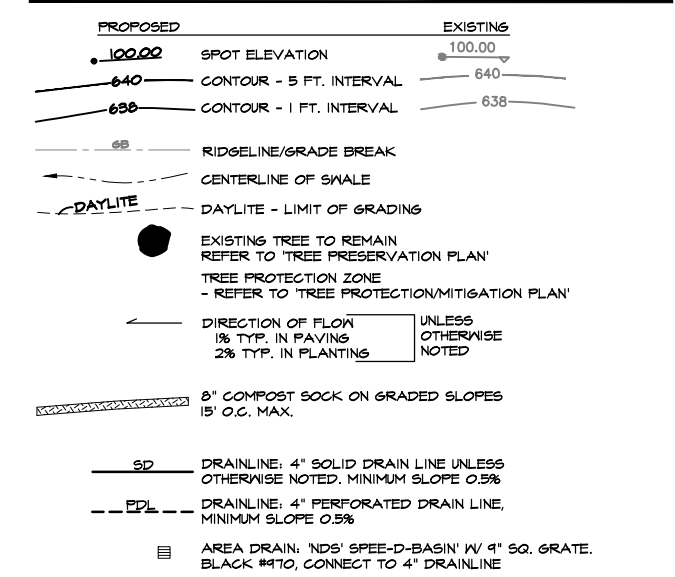 PROPOSED EXISTING
100.00 SPOT ELEVATION 100.00
640 CONTOUR - 5 FT. INTERVAL 640
638 CONTOUR - 1 FT. INTERVAL 638
GB RIDGELINE/GRADE BREAK
CENTERLINE OF SWALE
DAYLITE DAYLITE - LIMIT OF GRADING
EXISTING TREE TO REMAIN
REFER TO 'TREE PRESERVATION PLAN'
TREE PROTECTION ZONE
- REFER TO 'TREE PROTECTION/MITIGATION PLAN'
DIRECTION OF FLOW UNLESS
1% TYP. IN PAVING OTHERWISE
2% TYP. IN PLANTING NOTED
8" COMPOST SOCK ON GRADED SLOPES
15' O.C. MAX.
SD DRAINLINE: 4" SOLID DRAIN LINE UNLESS
OTHERWISE NOTED. MINIMUM SLOPE 0.5%
PDL DRAINLINE: 4" PERFORATED DRAIN LINE,
MINIMUM SLOPE 0.5%
AREA DRAIN: 'NDS' SPEE-D-BASIN' W/ 9" SQ. GRATE.
BLACK #970, CONNECT TO 4" DRAINLINE